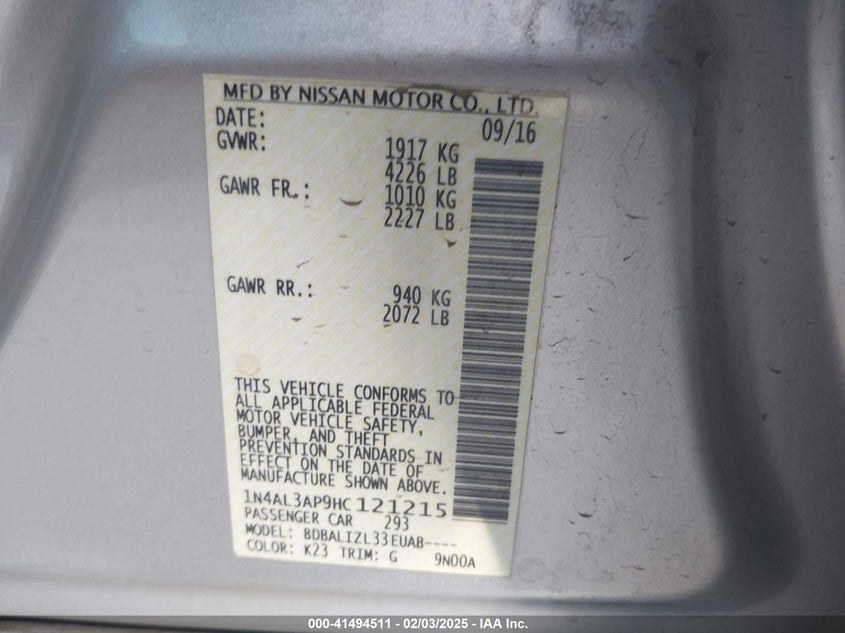 MFD BY NISSAN MOTOR CO., LTD.
DATE: 09/16
GVWR: 1917 KG
4226 LB
GAWR FR.: 1010 KG
2227 LB
GAWR RR.: 940 KG
2072 LB
THIS VEHICLE CONFORMS TO
ALL APPLICABLE FEDERAL
MOTOR VEHICLE SAFETY,
BUMPER, AND THEFT
PREVENTION STANDARDS IN
EFFECT ON THE DATE OF
MANUFACTURE SHOWN ABOVE.
1N4AL3AP9HC121215
PASSENGER CAR 293
MODEL: BDBALIZL33EUAB----
COLOR: K23 TRIM: G 9N00A
000-41494511 — 02/03/2025 — IAA Inc.